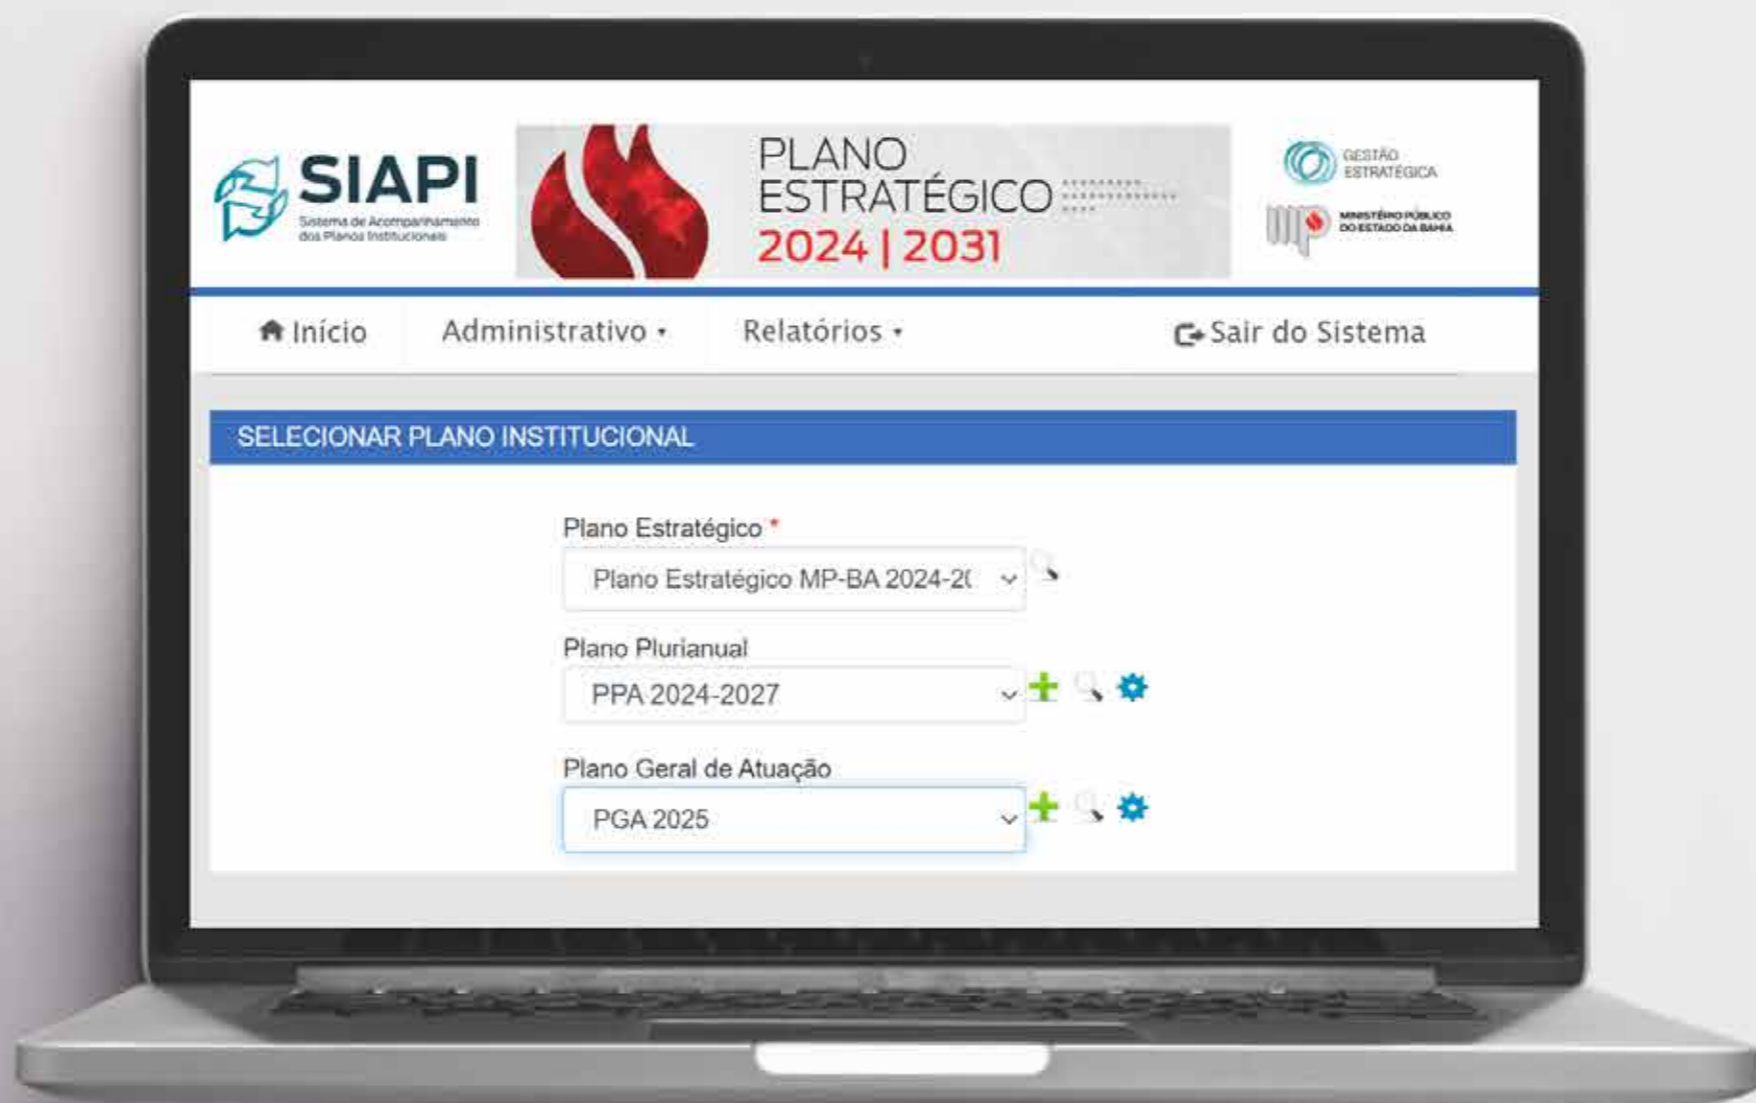 SIAPI
Sistema de Acompanhamento
dos Planos Institucionais
PLANO
ESTRATÉGICO
2024 | 2031
GESTÃO
ESTRATÉGICA
mp
MINISTÉRIO PÚBLICO
DO ESTADO DA BAHIA
Início Administrativo Relatórios Sair do Sistema
SELECIONAR PLANO INSTITUCIONAL
Plano Estratégico *
Plano Estratégico MP-BA 2024-20
Plano Plurianual
PPA 2024-2027
Plano Geral de Atuação
PGA 2025